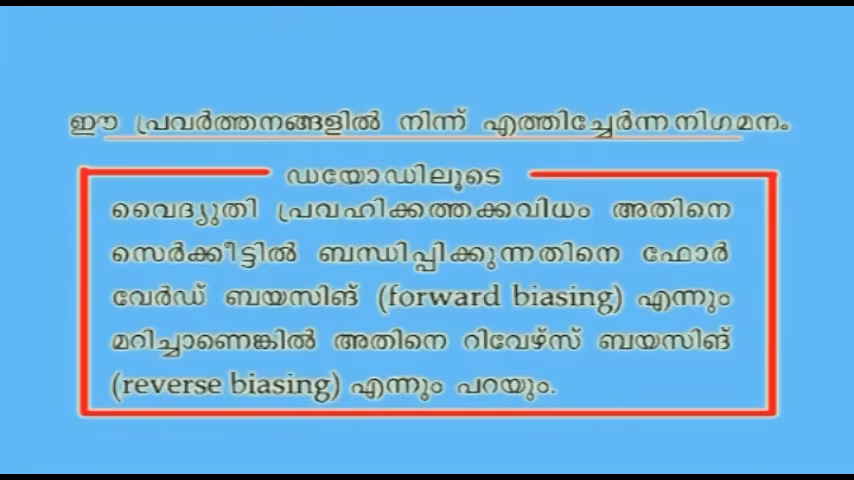 ഈ പ്രവർത്തനങ്ങളിൽ നിന്ന് എത്തിച്ചേർന്ന നിഗമനം
ഡയോഡിലൂടെ
വൈദ്യുതി പ്രവഹിക്കത്തക്കവിധം അതിനെ
സെർക്കീട്ടിൽ ബന്ധിപ്പിക്കുന്നതിനെ ഫോർ
വേർഡ് ബയസിങ് (forward biasing) എന്നും
മറിച്ചാണെങ്കിൽ അതിനെ റിവേഴ്സ് ബയസിങ്
(reverse biasing) എന്നും പറയും.